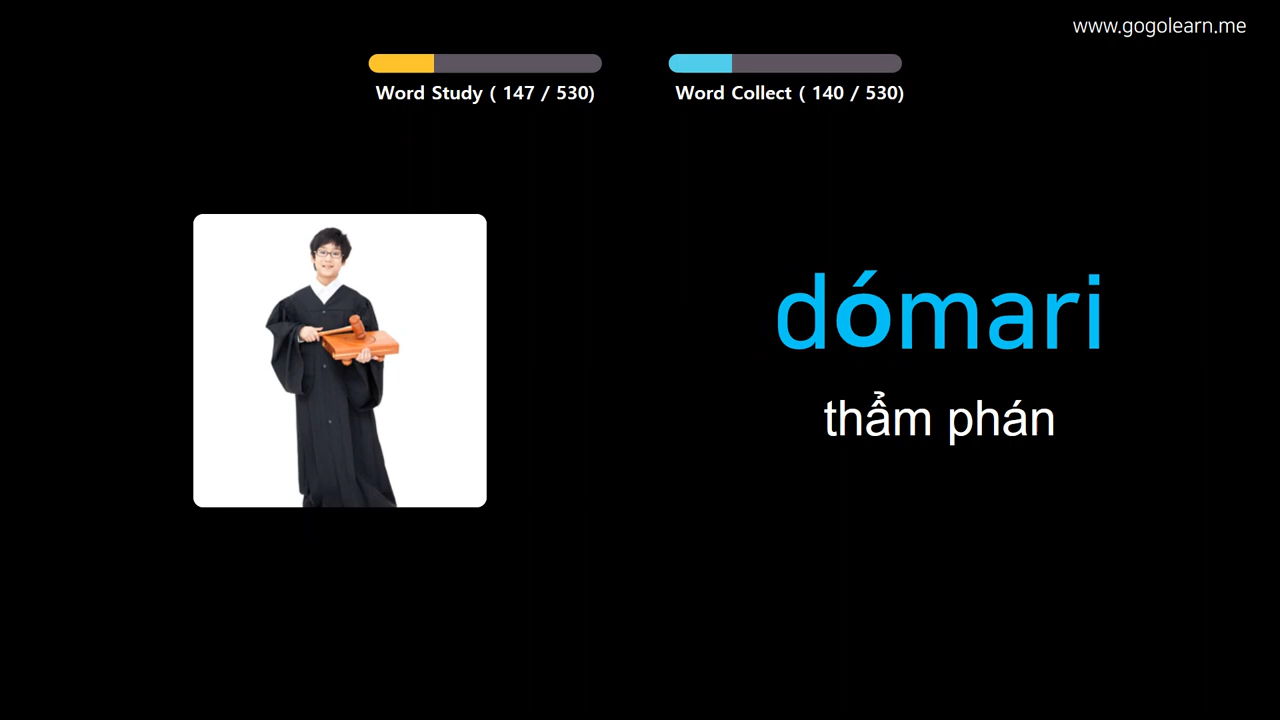 www.gogolearn.me
Word Study ( 147 / 530)
Word Collect ( 140 / 530)
dómari
thẩm phán